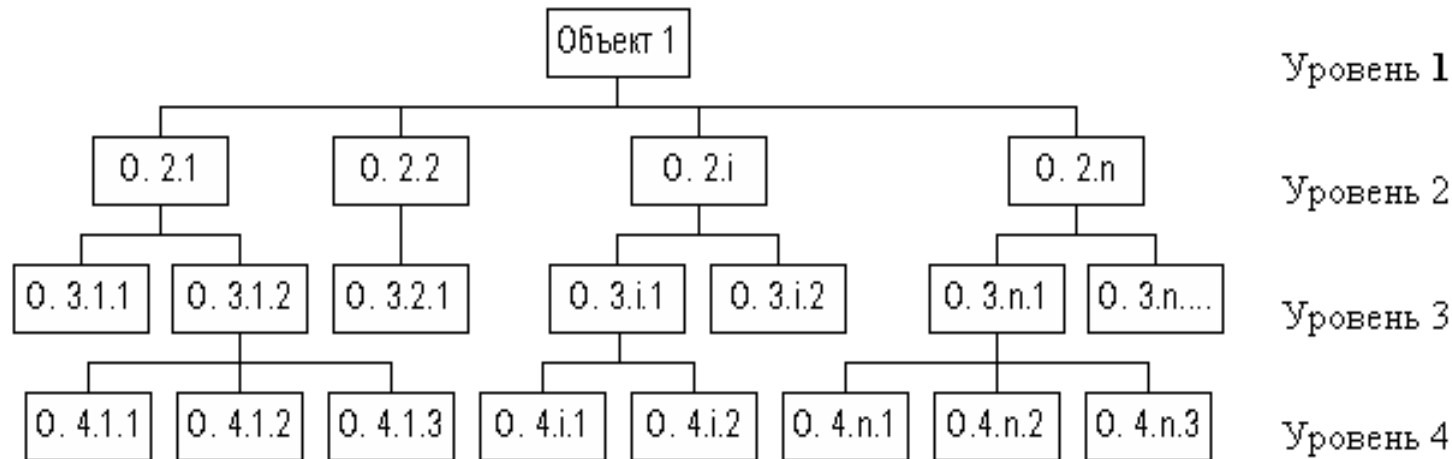 Объект 1
Уровень 1
О. 2.1 О. 2.2 О. 2.i О. 2.n
Уровень 2
О. 3.1.1 О. 3.1.2 О. 3.2.1 О. 3.i.1 О. 3.i.2 О. 3.n.1 О. 3.n....
Уровень 3
О. 4.1.1 О. 4.1.2 О. 4.1.3 О. 4.i.1 О. 4.i.2 О. 4.n.1 О.4.n.2 О. 4.n.3
Уровень 4